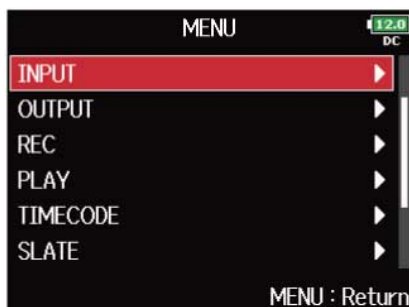 MENU
12.0
DC
INPUT
OUTPUT
REC
PLAY
TIMECODE
SLATE
MENU : Return